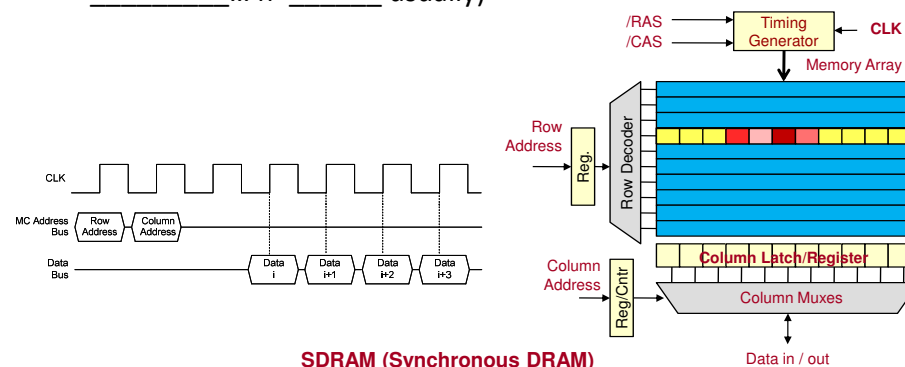 usually)
/RAS
/CAS
Timing
Generator
CLK
Memory Array
Row
Address
Reg.
Row Decoder
CLK
MC Address
Bus
Row
Address
Column
Address
Data
Bus
Data
i
Data
i+1
Data
i+2
Data
i+3
Column Latch/Register
Column
Address
Reg/Cntr
Column Muxes
SDRAM (Synchronous DRAM)
Data in / out